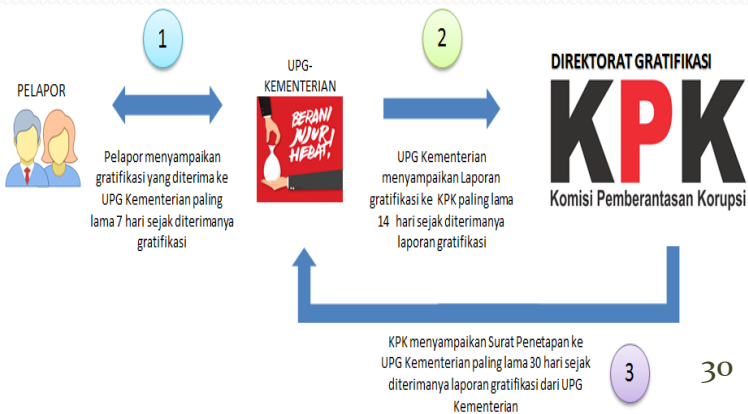 1
2
UPG-
KEMENTERIAN
DIREKTORAT GRATIFIKASI
PELAPOR
BERANI
JUJUR
HEBAT!
KPK
Komisi Pemberantasan Korupsi
Pelapor menyampaikan
gratifikasi yang diterima ke
UPG Kementerian paling
lama 7 hari sejak diterimanya
gratifikasi
UPG Kementerian
menyampaikan Laporan
gratifikasi ke KPK paling lama
14 hari sejak diterimanya
laporan gratifikasi
KPK menyampaikan Surat Penetapan ke
UPG Kementerian paling lama 30 hari sejak
diterimanya laporan gratifikasi dari UPG
Kementerian
3
30